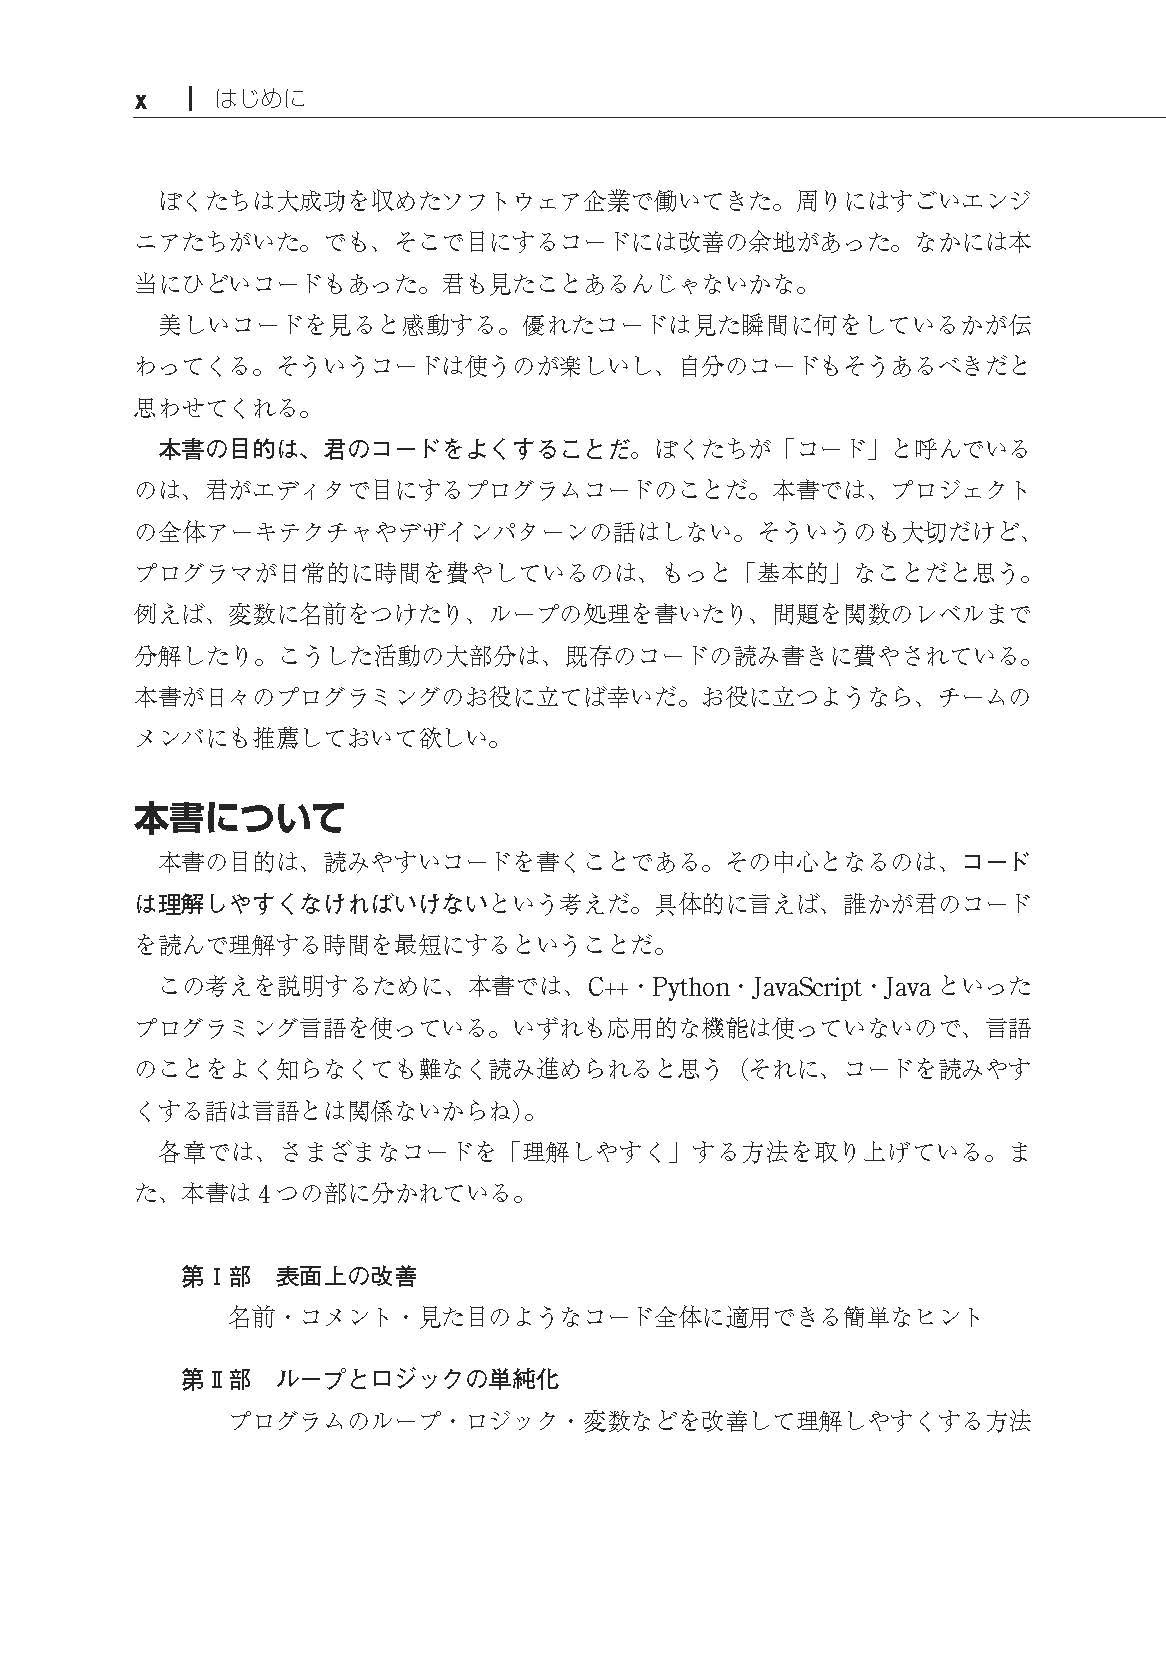 x | はじめに
ぼくたちは大成功を収めたソフトウェア企業で働いてきた。周りにはすごいエンジ
ニアたちがいた。でも、そこで目にするコードには改善の余地があった。なかには本
当にひどいコードもあった。君も見たことあるんじゃないかな。
美しいコードを見ると感動する。優れたコードは見た瞬間に何をしているかが伝
わってくる。そういうコードは使うのが楽しいし、自分のコードもそうあるべきだと
思わせてくれる。
本書の目的は、君のコードをよくすることだ。ぼくたちが「コード」と呼んでいる
のは、君がエディタで目にするプログラムコードのことだ。本書では、プロジェクト
の全体アーキテクチャやデザインパターンの話はしない。そういうのも大切だけど、
プログラマが日常的に時間を費やしているのは、もっと「基本的」なことだと思う。
例えば、変数に名前をつけたり、ループの処理を書いたり、問題を関数のレベルまで
分解したり。こうした活動の大部分は、既存のコードの読み書きに費やされている。
本書が日々のプログラミングのお役に立てば幸いだ。お役に立つようなら、チームの
メンバにも推薦しておいて欲しい。
本書について
本書の目的は、読みやすいコードを書くことである。その中心となるのは、コード
は理解しやすくなければいけないという考えだ。具体的に言えば、誰かが君のコード
を読んで理解する時間を最短にするということだ。
この考えを説明するために、本書では、C++・Python・JavaScript・Java といった
プログラミング言語を使っている。いずれも応用的な機能は使っていないので、言語
のことをよく知らなくても難なく読み進められると思う（それに、コードを読みやす
くする話は言語とは関係ないからね）。
各章では、さまざまなコードを「理解しやすく」する方法を取り上げている。ま
た、本書は 4 つの部に分かれている。
第Ⅰ部　表面上の改善
名前・コメント・見た目のようなコード全体に適用できる簡単なヒント
第Ⅱ部　ループとロジックの単純化
プログラムのループ・ロジック・変数などを改善して理解しやすくする方法